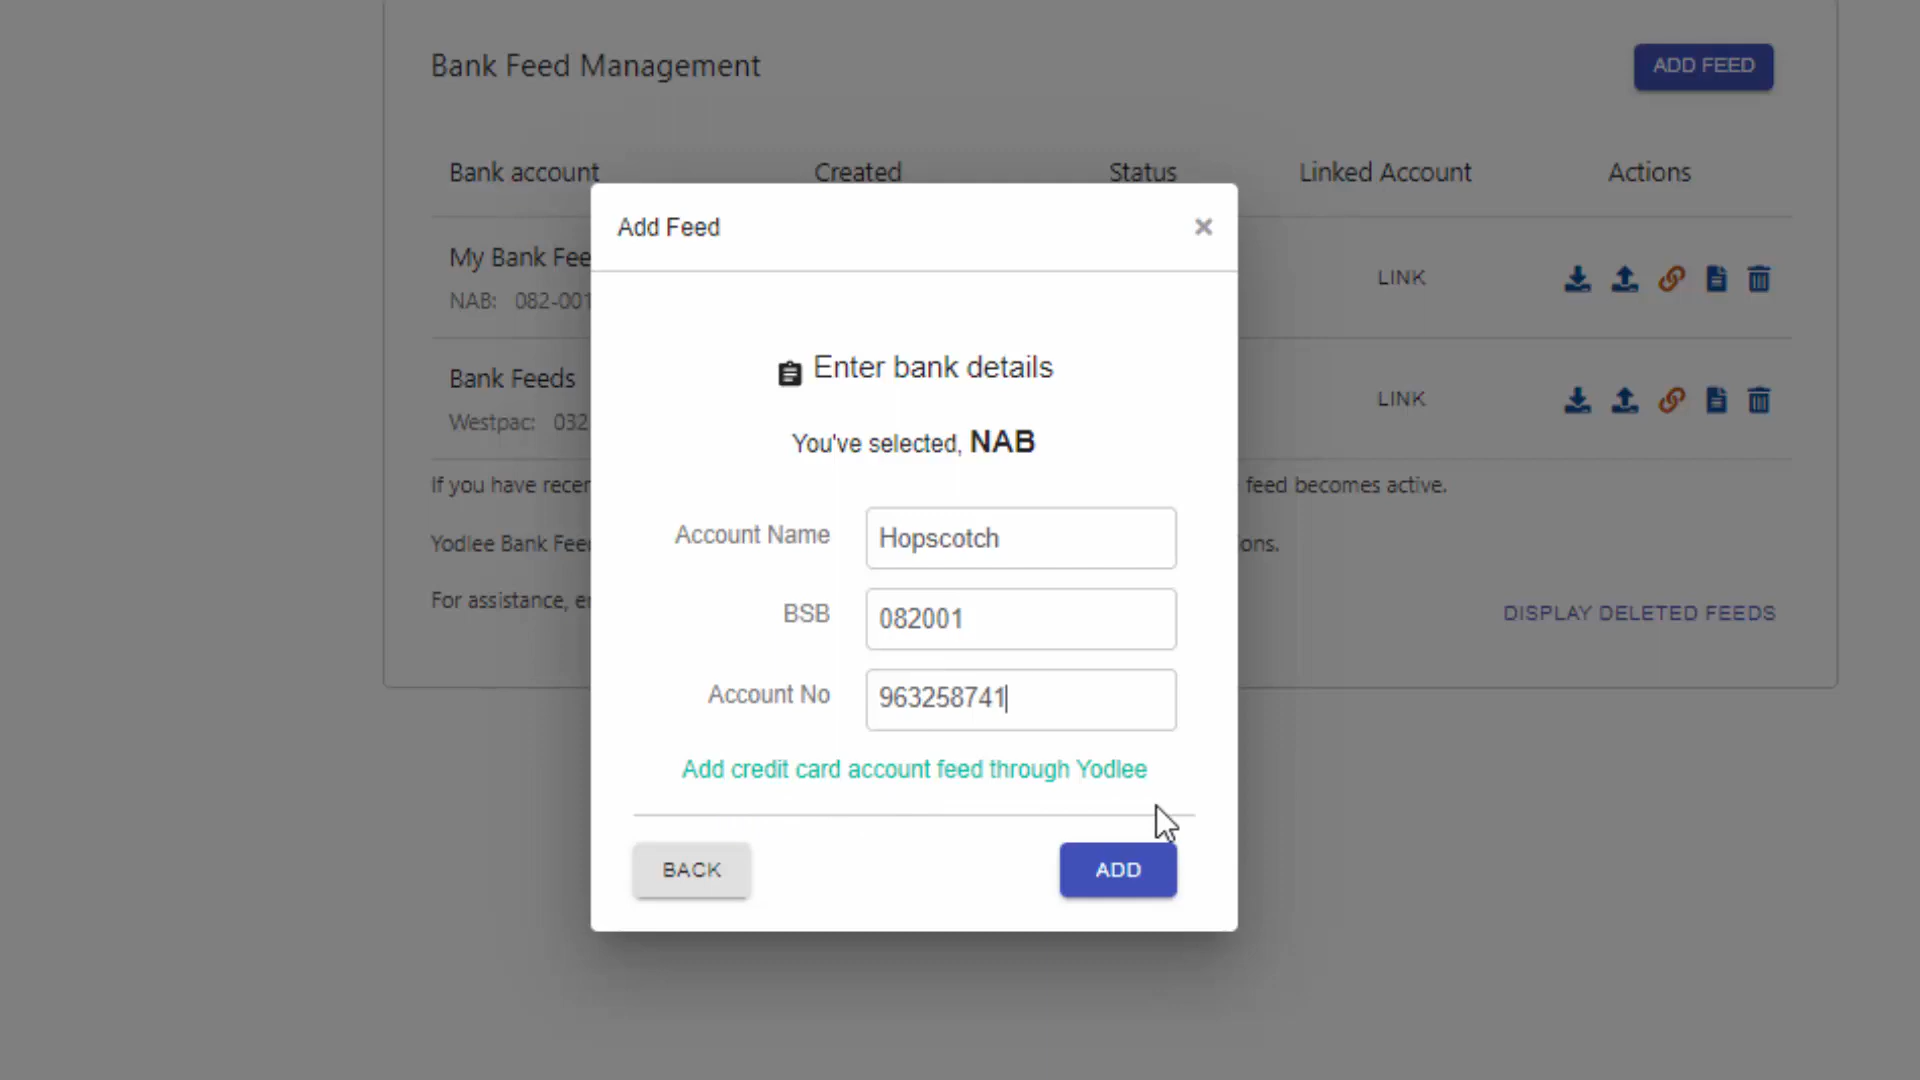 Bank Feed Management
ADD FEED
Bank account Created Status Linked Account Actions
My Bank Fee
NAB: 082-001
LINK
Bank Feeds
Westpac: 032
LINK
If you have recen
feed becomes active.
Yodlee Bank Feed
ons.
For assistance, en
DISPLAY DELETED FEEDS
Add Feed
×
Enter bank details
You've selected, NAB
Account Name Hopscotch
BSB 082001
Account No 963258741
Add credit card account feed through Yodlee
BACK
ADD